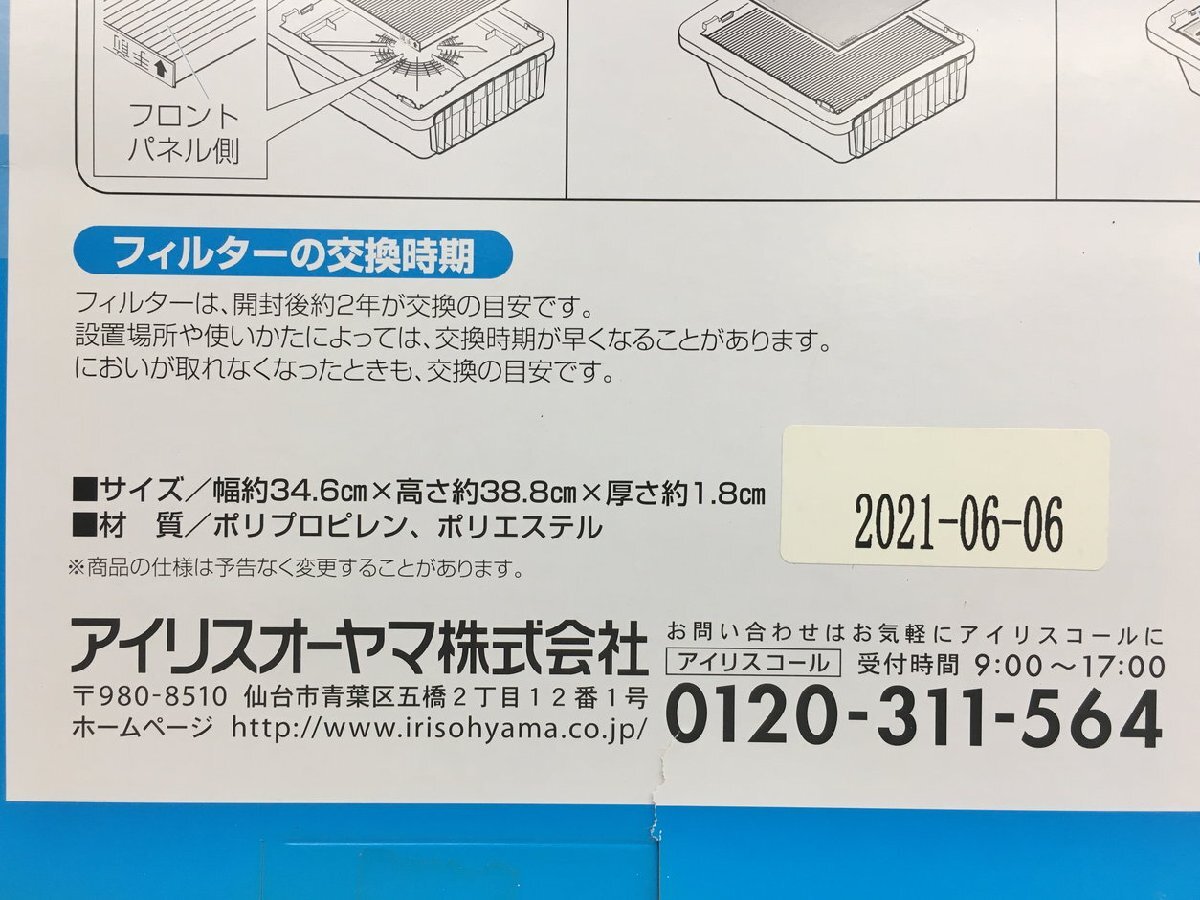 取手
フロント
パネル側
フィルターの交換時期
フィルターは、開封後約2年が交換の目安です。
設置場所や使いかたによっては、交換時期が早くなることがあります。
においが取れなくなったときも、交換の目安です。
■サイズ／幅約34.6cm×高さ約38.8cm×厚さ約1.8cm
■材　質／ポリプロピレン、ポリエステル
2021-06-06
※商品の仕様は予告なく変更することがあります。
アイリスオーヤマ株式会社
〒980-8510 仙台市青葉区五橋2丁目12番1号
ホームページ http://www.irisohyama.co.jp/
お問い合わせはお気軽にアイリスコールに
アイリスコール 受付時間 9:00～17:00
0120-311-564